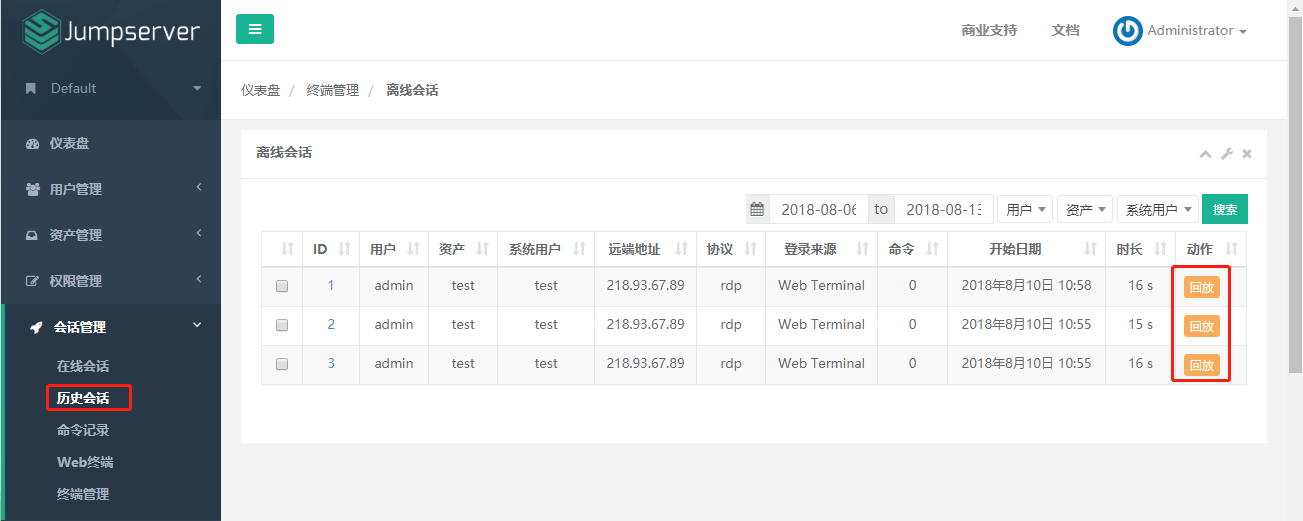 Jumpserver
商业支持 文档 Administrator
Default
仪表盘 / 终端管理 / 离线会话
仪表盘
用户管理
资产管理
权限管理
会话管理
在线会话
历史会话
命令记录
Web终端
终端管理
离线会话
2018-08-06 to 2018-08-13 用户 资产 系统用户 搜索
ID 用户 资产 系统用户 远端地址 协议 登录来源 命令 开始日期 时长 动作
1 admin test test 218.93.67.89 rdp Web Terminal 0 2018年8月10日 10:58 16 s 回放
2 admin test test 218.93.67.89 rdp Web Terminal 0 2018年8月10日 10:55 15 s 回放
3 admin test test 218.93.67.89 rdp Web Terminal 0 2018年8月10日 10:55 16 s 回放